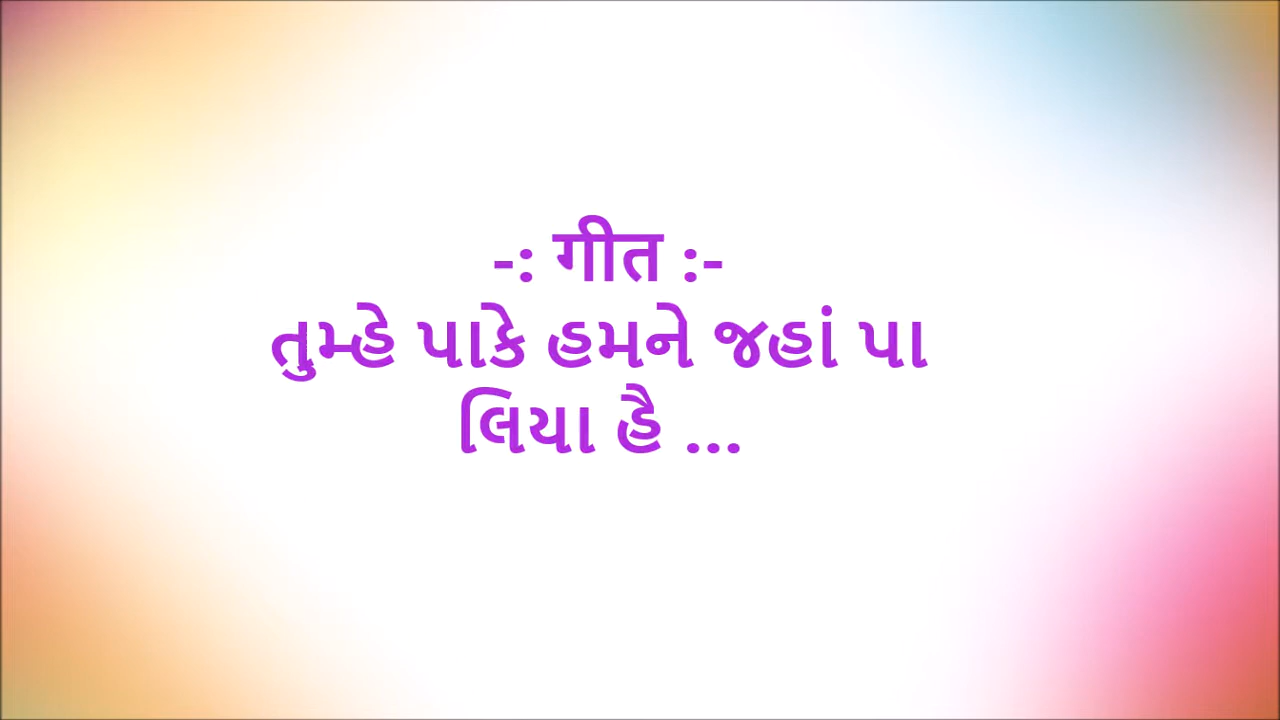 -: गीत :-
તુમ્હે પાકે હમને જહાં પા
લિયા હૈ ...